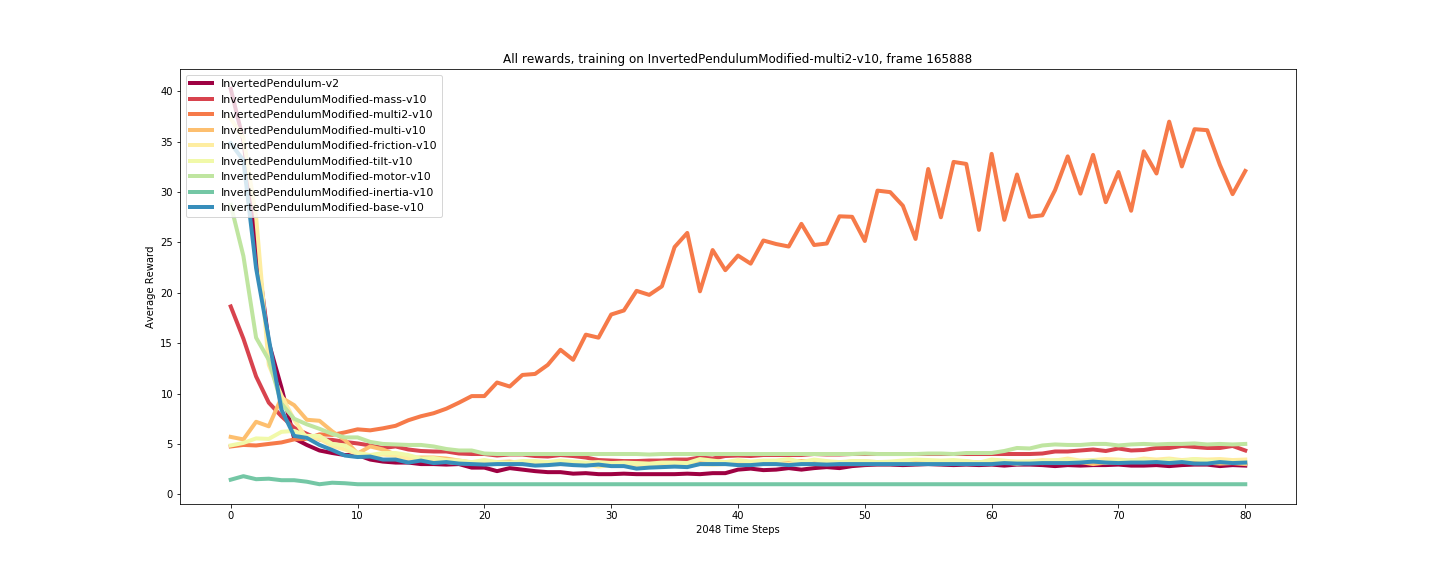 All rewards, training on InvertedPendulumModified-multi2-v10, frame 165888
InvertedPendulum-v2
InvertedPendulumModified-mass-v10
InvertedPendulumModified-multi2-v10
InvertedPendulumModified-multi-v10
InvertedPendulumModified-friction-v10
InvertedPendulumModified-tilt-v10
InvertedPendulumModified-motor-v10
InvertedPendulumModified-inertia-v10
InvertedPendulumModified-base-v10
40
35
30
25
20
15
10
5
0
Average Reward
0 10 20 30 40 50 60 70 80
2048 Time Steps